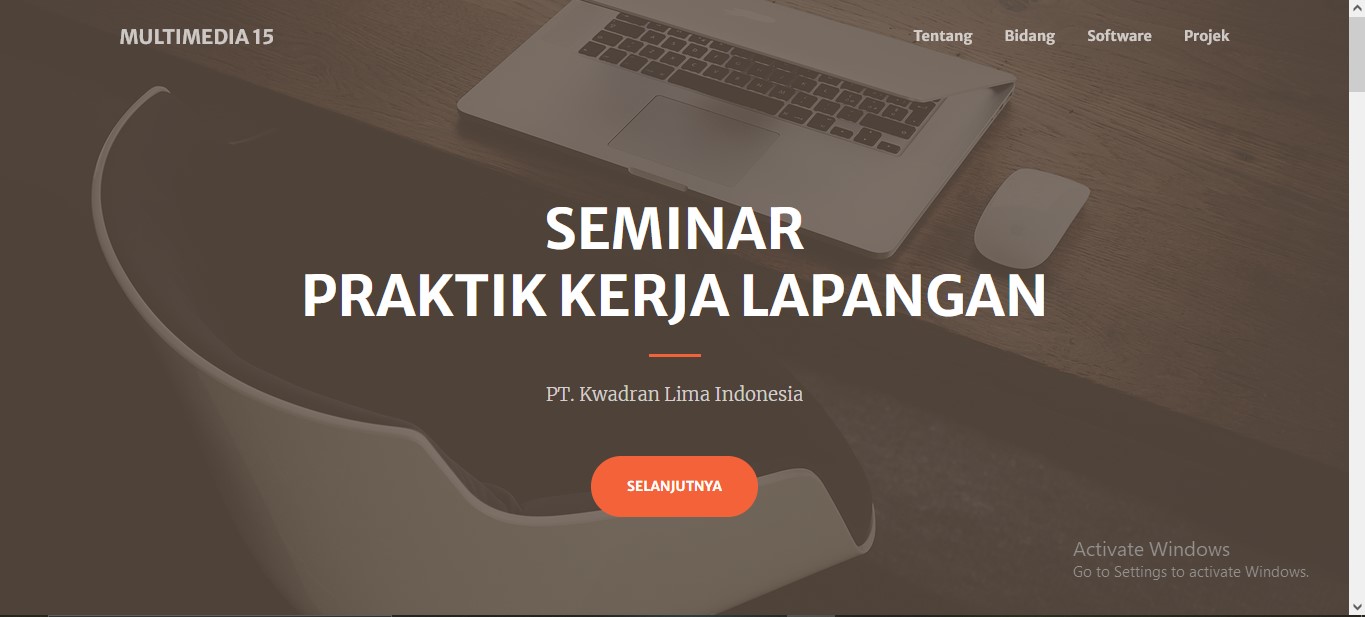 MULTIMEDIA 15
Tentang Bidang Software Projek
SEMINAR
PRAKTIK KERJA LAPANGAN
PT. Kwadran Lima Indonesia
SELANJUTNYA
Activate Windows
Go to Settings to activate Windows.